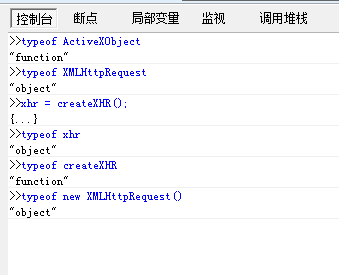 控制台 断点 局部变量 监视 调用堆栈
>>typeof ActiveXObject
"function"
>>typeof XMLHttpRequest
"object"
>>xhr = createXHR();
{...}
>>typeof xhr
"object"
>>typeof createXHR
"function"
>>typeof new XMLHttpRequest()
"object"